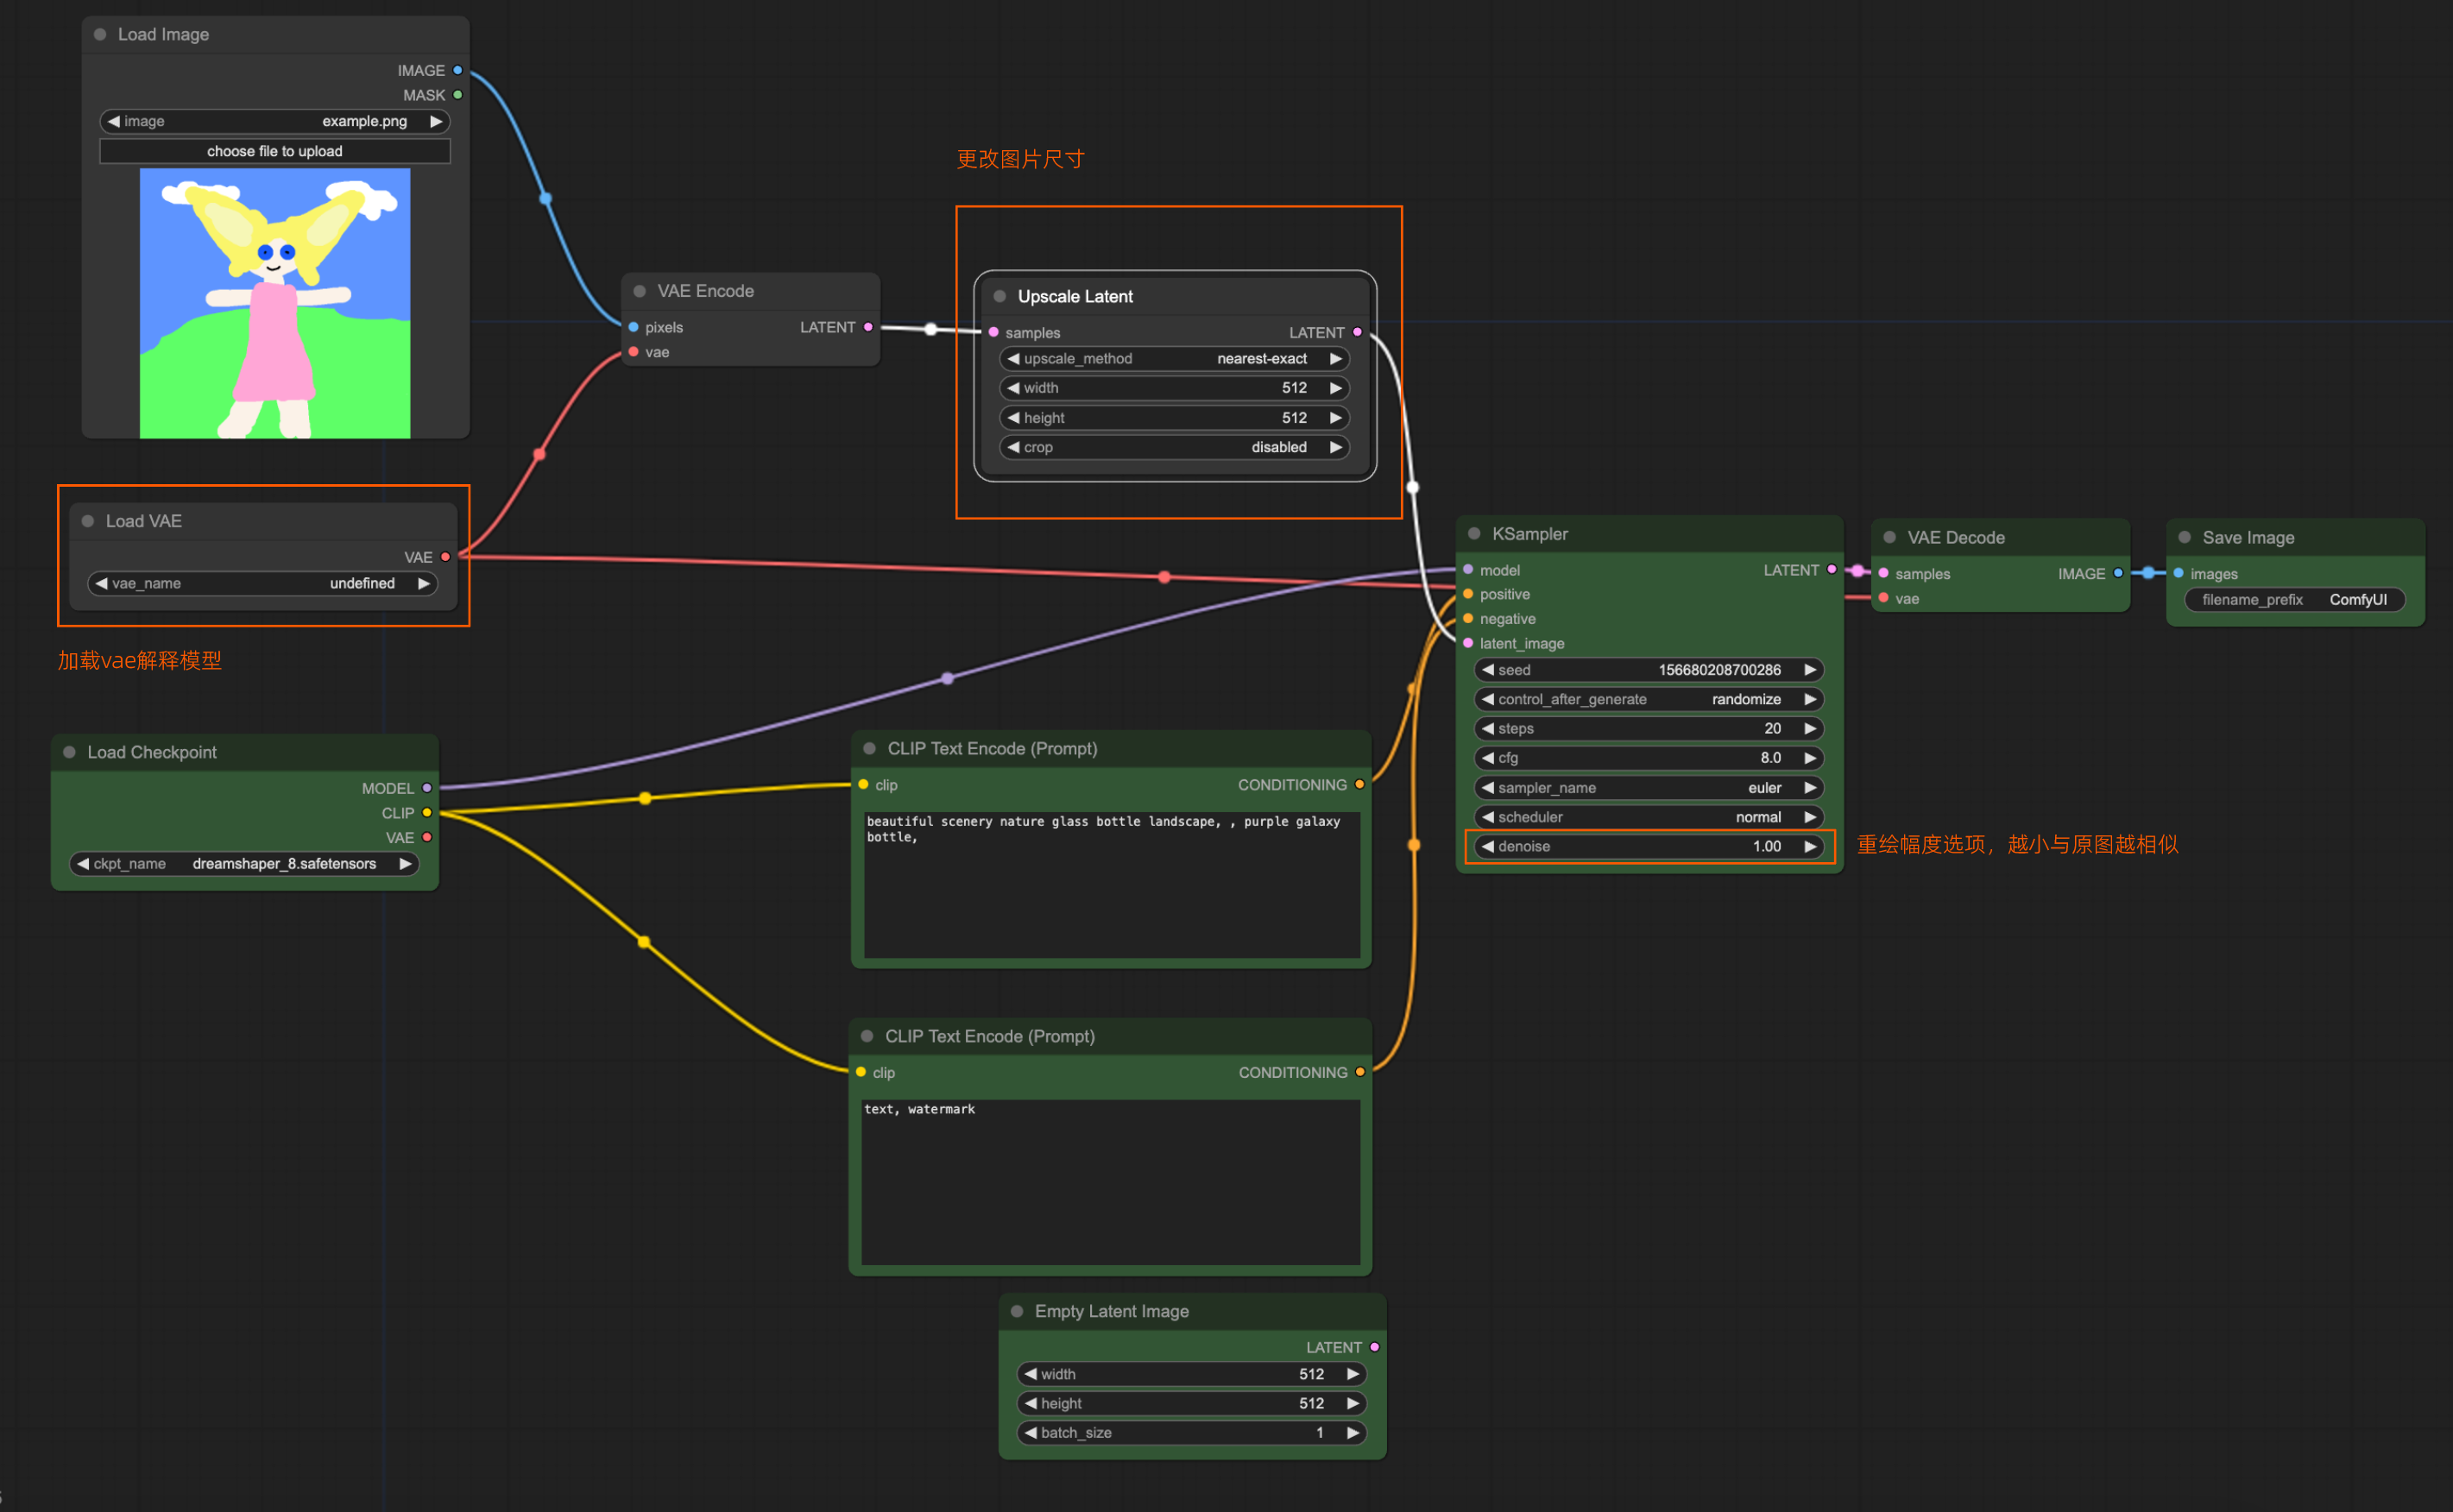 Load Image
IMAGE
MASK
image example.png
choose file to upload
更改图片尺寸
VAE Encode
pixels LATENT
vae
Upscale Latent
samples LATENT
upscale_method nearest-exact
width 512
height 512
crop disabled
Load VAE
VAE
vae_name undefined
加载vae解释模型
KSampler
model LATENT
positive
negative
latent_image
seed 156680208700286
control_after_generate randomize
steps 20
cfg 8.0
sampler_name euler
scheduler normal
denoise 1.00
重绘幅度选项，越小与原图越相似
VAE Decode
samples IMAGE
vae
Save Image
images
filename_prefix ComfyUI
Load Checkpoint
MODEL
CLIP
VAE
ckpt_name dreamshaper_8.safetensors
CLIP Text Encode (Prompt)
clip CONDITIONING
beautiful scenery nature glass bottle landscape, , purple galaxy
bottle,
CLIP Text Encode (Prompt)
clip CONDITIONING
text, watermark
Empty Latent Image
LATENT
width 512
height 512
batch_size 1